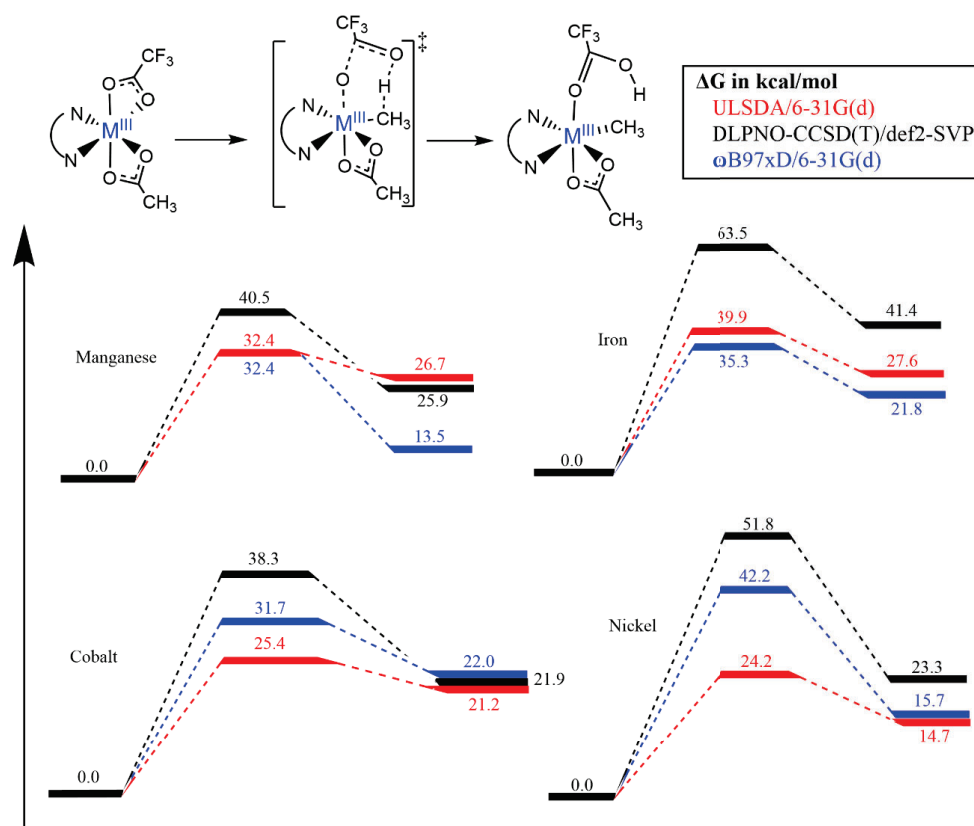 CF₃
O
O
N
N
Mᴵᴵᴵ
O
O
CH₃
‡
CF₃
O
O
H
N
N
Mᴵᴵᴵ
CH₃
O
O
CH₃
CF₃
O
O
H
N
N
Mᴵᴵᴵ
CH₃
O
O
CH₃
ΔG in kcal/mol
ULSDA/6-31G(d)
DLPNO-CCSD(T)/def2-SVP
ωB97xD/6-31G(d)
Manganese
40.5
32.4
32.4
26.7
25.9
13.5
0.0
Iron
63.5
39.9
35.3
41.4
27.6
21.8
0.0
Cobalt
38.3
31.7
25.4
22.0
21.9
21.2
0.0
Nickel
51.8
42.2
24.2
23.3
15.7
14.7
0.0